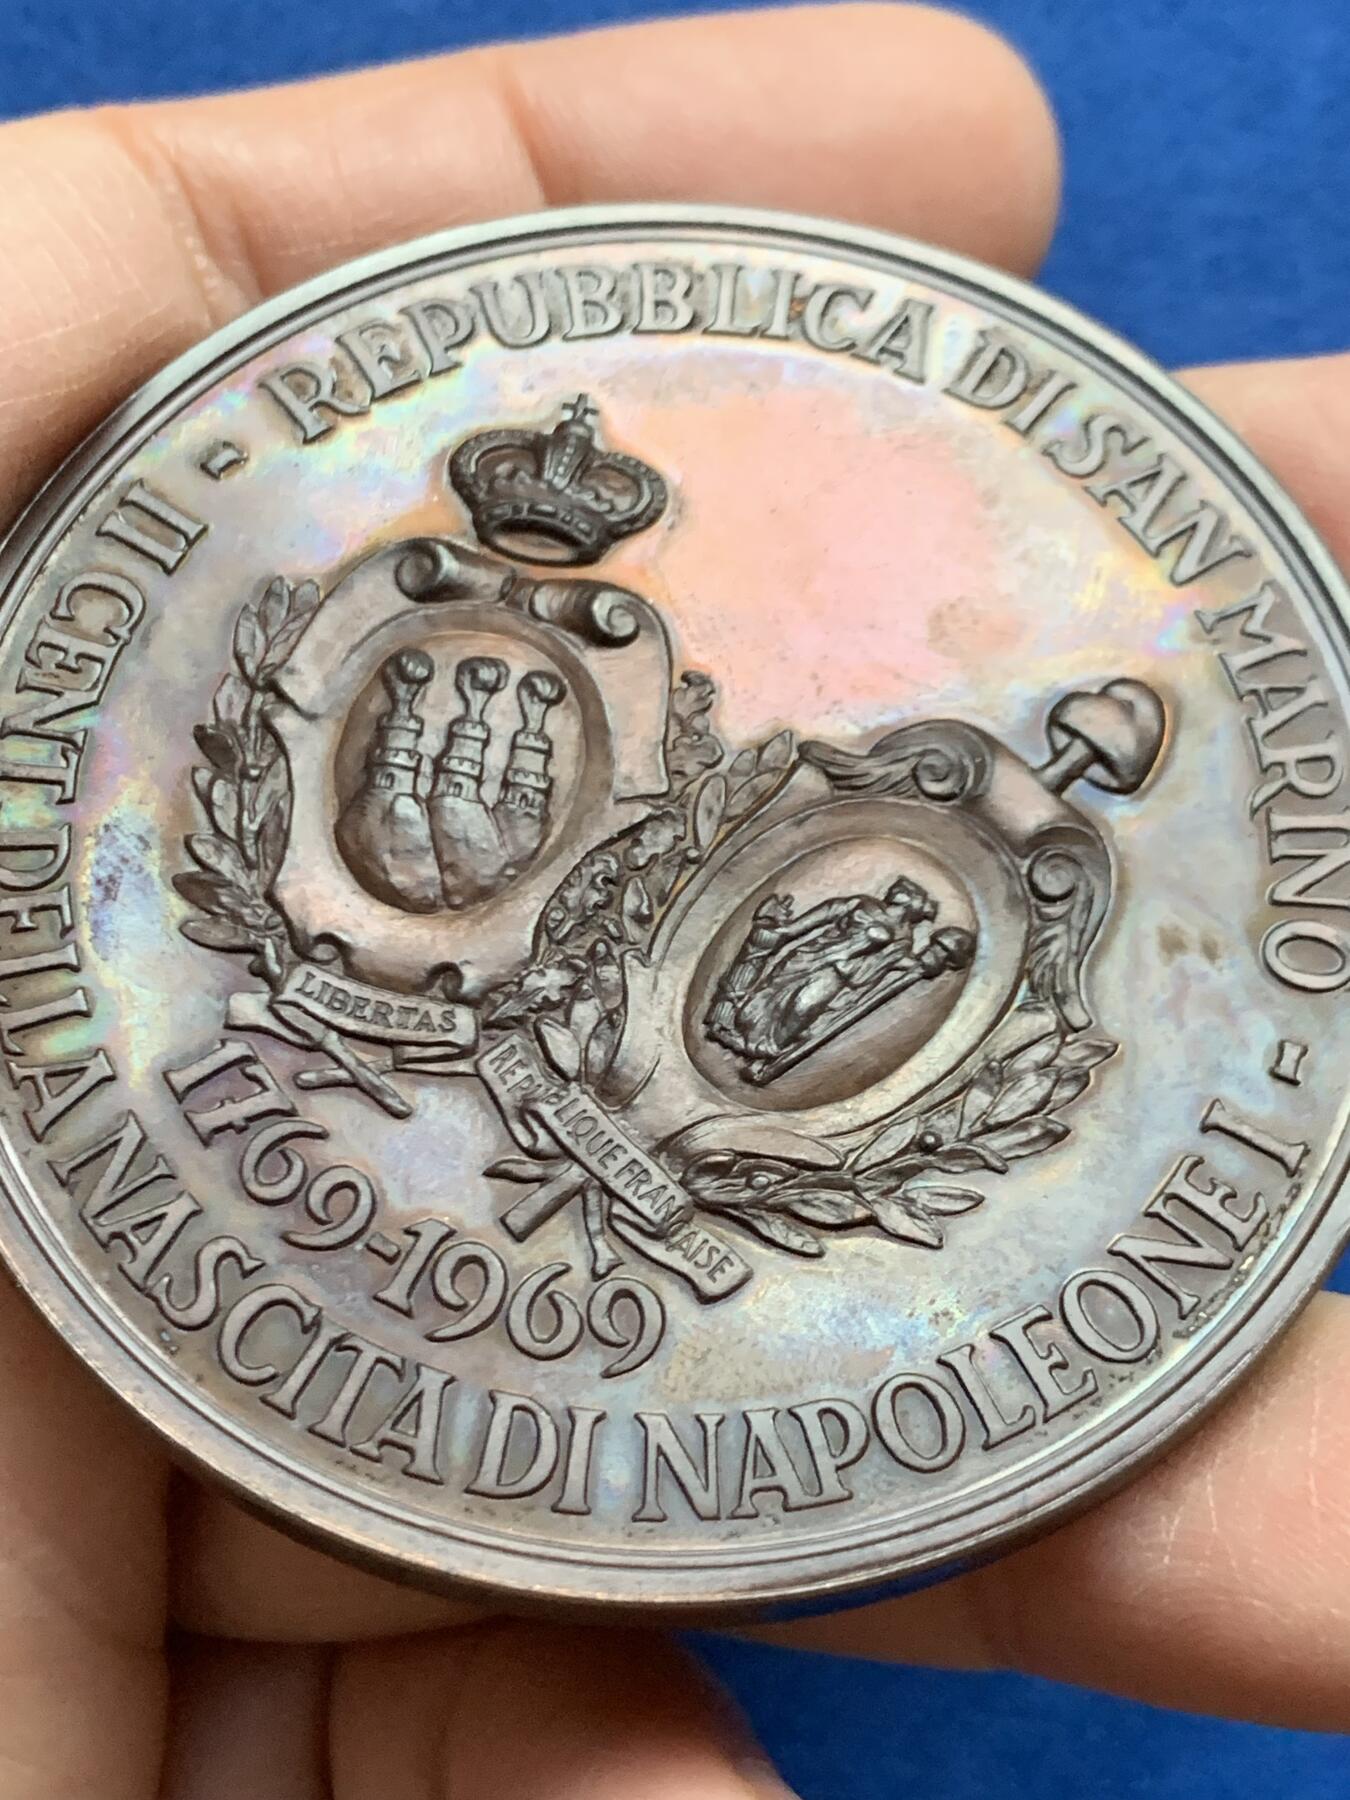 REPUBBLICA DI SAN MARINO -
II CENT. DELLA NASCITA DI NAPOLEONE I -
LIBERTAS
REPUBLIQUE FRANÇAISE
1769-1969